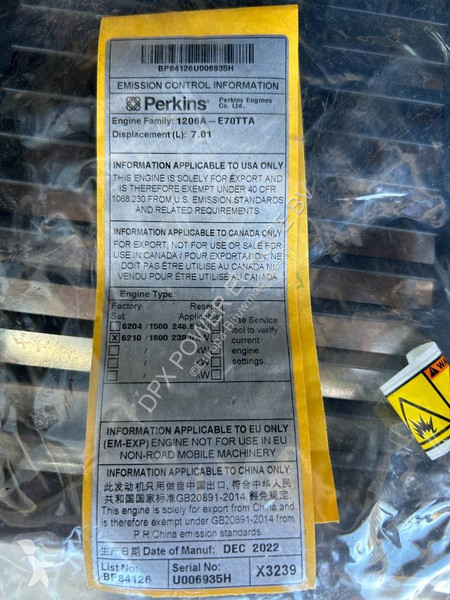 BP84126U006935H
EMISSION CONTROL INFORMATION
Perkins Perkins Engines Co. Ltd.
Engine Family: 1206A-E70TTA
Displacement (L): 7.01
INFORMATION APPLICABLE TO USA ONLY
THIS ENGINE IS SOLELY FOR EXPORT AND
IS THEREFORE EXEMPT UNDER 40 CFR
1068.230 FROM U.S. EMISSION STANDARDS
AND RELATED REQUIREMENTS
INFORMATION APPLICABLE TO CANADA ONLY
FOR EXPORT, NOT FOR USE OR SALE FOR
USE IN CANADA / POUR EXPORTATION. NE
DOIT PAS ÊTRE UTILISÉ AU CANADA NI
VENDU POUR ÊTRE UTILISÉ AU CANADA
Engine Type:
Factory Set
Applicable
6204 / 1500 248.
X 6210 / 1800 239
/ kW
/ kW
/ kW
Use Service
tool to verify
current
engine
settings.
INFORMATION APPLICABLE TO EU ONLY
(EM-EXP) ENGINE NOT FOR USE IN EU
NON-ROAD MOBILE MACHINERY
INFORMATION APPLICABLE TO CHINA ONLY
此发动机只用做自中国出口, 符合中华人民
共和国国家标准GB20891-2014, 豁免规定.
This engine is solely for export from China and
is therefore exempt under GB20891-2014 from
P.R.China emission standards.
生产日期 Date of Manuf: DEC 2022
List No: BP84126
Serial No: U006935H
X3239
DPX POWER